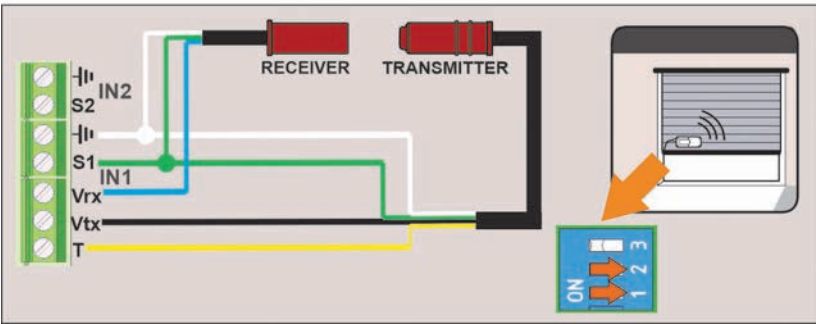 RECEIVER
TRANSMITTER
IN2
S2
S1
IN1
Vrx
Vtx
T
ON
1 2 3